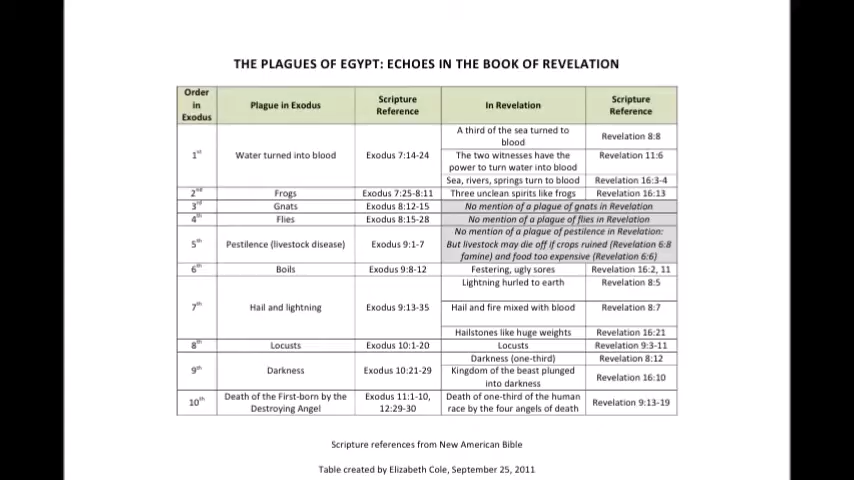 THE PLAGUES OF EGYPT: ECHOES IN THE BOOK OF REVELATION
Order in Exodus | Plague in Exodus | Scripture Reference | In Revelation | Scripture Reference
1st | Water turned into blood | Exodus 7:14-24 | A third of the sea turned to blood | Revelation 8:8
The two witnesses have the power to turn water into blood | Revelation 11:6
Sea, rivers, springs turn to blood | Revelation 16:3-4
2nd | Frogs | Exodus 7:25-8:11 | Three unclean spirits like frogs | Revelation 16:13
3rd | Gnats | Exodus 8:12-15 | No mention of a plague of gnats in Revelation
4th | Flies | Exodus 8:15-28 | No mention of a plague of flies in Revelation
5th | Pestilence (livestock disease) | Exodus 9:1-7 | No mention of a plague of pestilence in Revelation: But livestock may die off if crops ruined (Revelation 6:8 famine) and food too expensive (Revelation 6:6)
6th | Boils | Exodus 9:8-12 | Festering, ugly sores | Revelation 16:2, 11
7th | Hail and lightning | Exodus 9:13-35 | Lightning hurled to earth | Revelation 8:5
Hail and fire mixed with blood | Revelation 8:7
Hailstones like huge weights | Revelation 16:21
8th | Locusts | Exodus 10:1-20 | Locusts | Revelation 9:3-11
9th | Darkness | Exodus 10:21-29 | Darkness (one-third) | Revelation 8:12
Kingdom of the beast plunged into darkness | Revelation 16:10
10th | Death of the First-born by the Destroying Angel | Exodus 11:1-10, 12:29-30 | Death of one-third of the human race by the four angels of death | Revelation 9:13-19
Scripture references from New American Bible
Table created by Elizabeth Cole, September 25, 2011